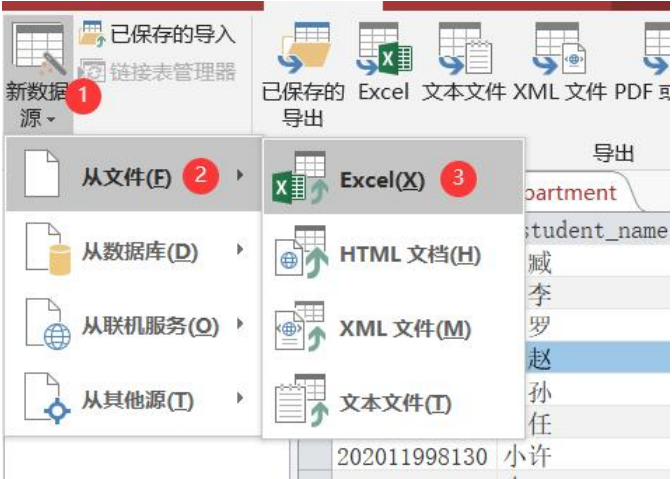 已保存的导入
链接表管理器
新数据
源
1
已保存的
导出
Excel
文本文件
XML 文件
PDF 或
导出
从文件(F)
2
从数据库(D)
从联机服务(O)
从其他源(T)
Excel(X)
3
HTML 文档(H)
XML 文件(M)
文本文件(T)
partment
student_name
臧
李
罗
赵
孙
任
202011998130 小许